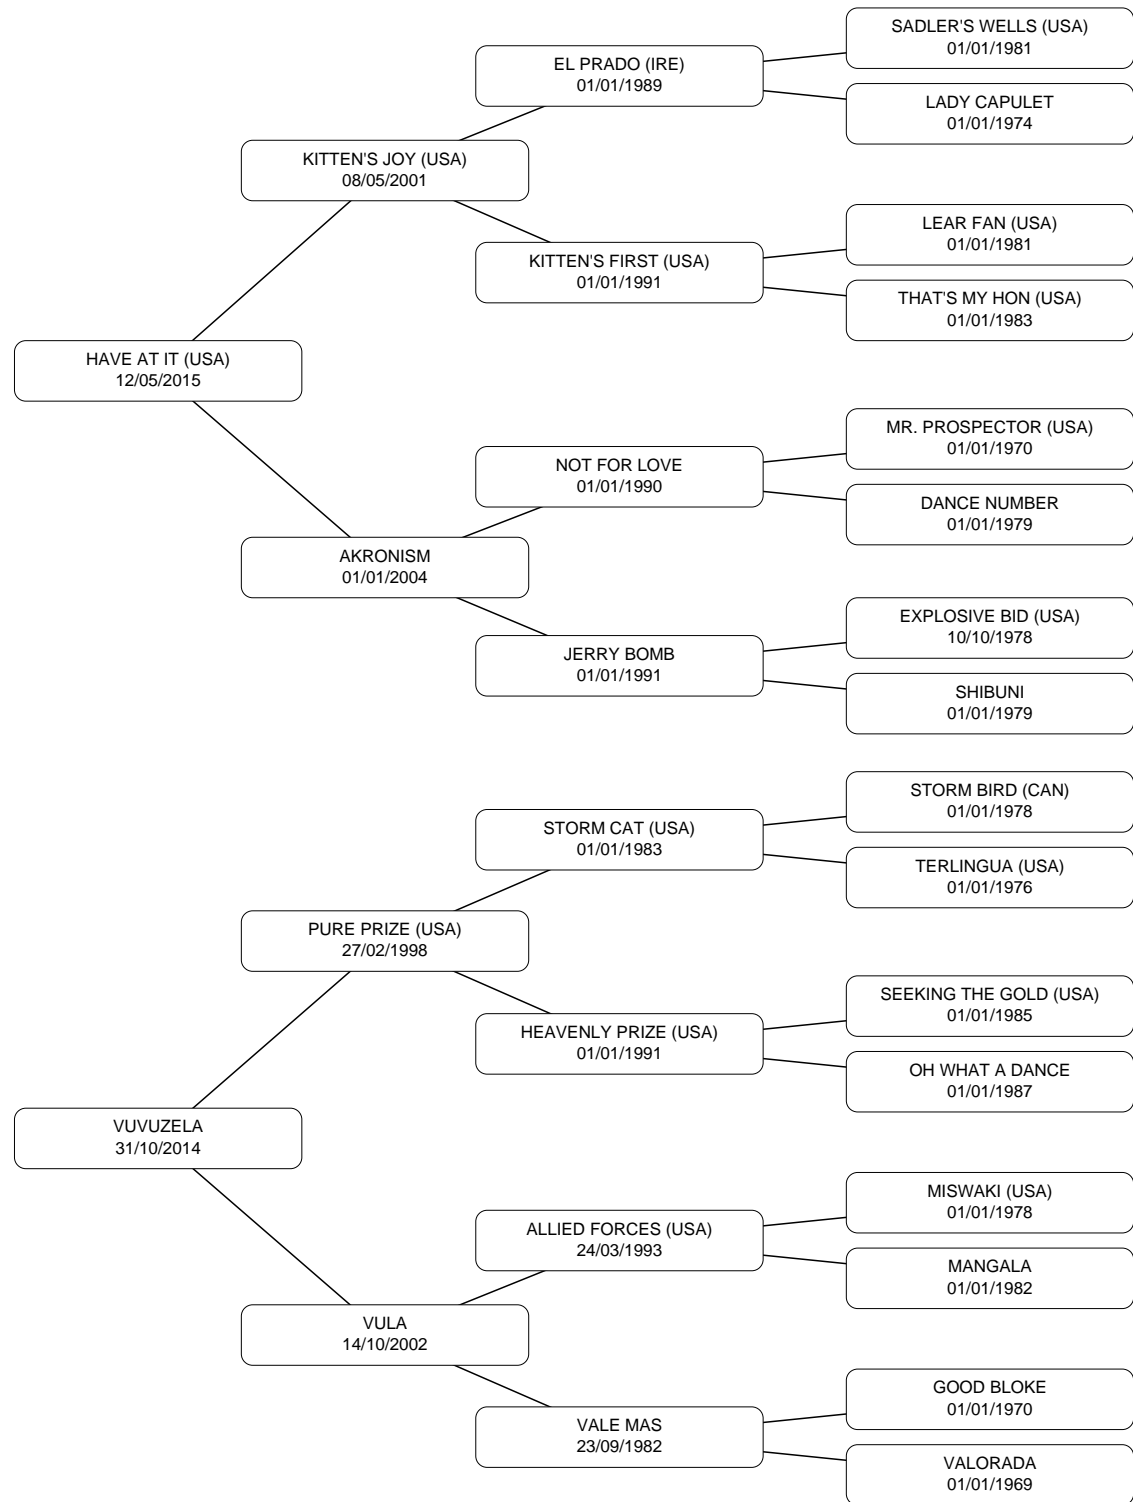 SADLER'S WELLS (USA)
01/01/1981
EL PRADO (IRE)
01/01/1989
LADY CAPULET
01/01/1974
KITTEN'S JOY (USA)
08/05/2001
LEAR FAN (USA)
01/01/1981
KITTEN'S FIRST (USA)
01/01/1991
THAT'S MY HON (USA)
01/01/1983
HAVE AT IT (USA)
12/05/2015
MR. PROSPECTOR (USA)
01/01/1970
NOT FOR LOVE
01/01/1990
DANCE NUMBER
01/01/1979
AKRONISM
01/01/2004
EXPLOSIVE BID (USA)
10/10/1978
JERRY BOMB
01/01/1991
SHIBUNI
01/01/1979
STORM BIRD (CAN)
01/01/1978
STORM CAT (USA)
01/01/1983
TERLINGUA (USA)
01/01/1976
PURE PRIZE (USA)
27/02/1998
SEEKING THE GOLD (USA)
01/01/1985
HEAVENLY PRIZE (USA)
01/01/1991
OH WHAT A DANCE
01/01/1987
VUVUZELA
31/10/2014
MISWAKI (USA)
01/01/1978
ALLIED FORCES (USA)
24/03/1993
MANGALA
01/01/1982
VULA
14/10/2002
GOOD BLOKE
01/01/1970
VALE MAS
23/09/1982
VALORADA
01/01/1969